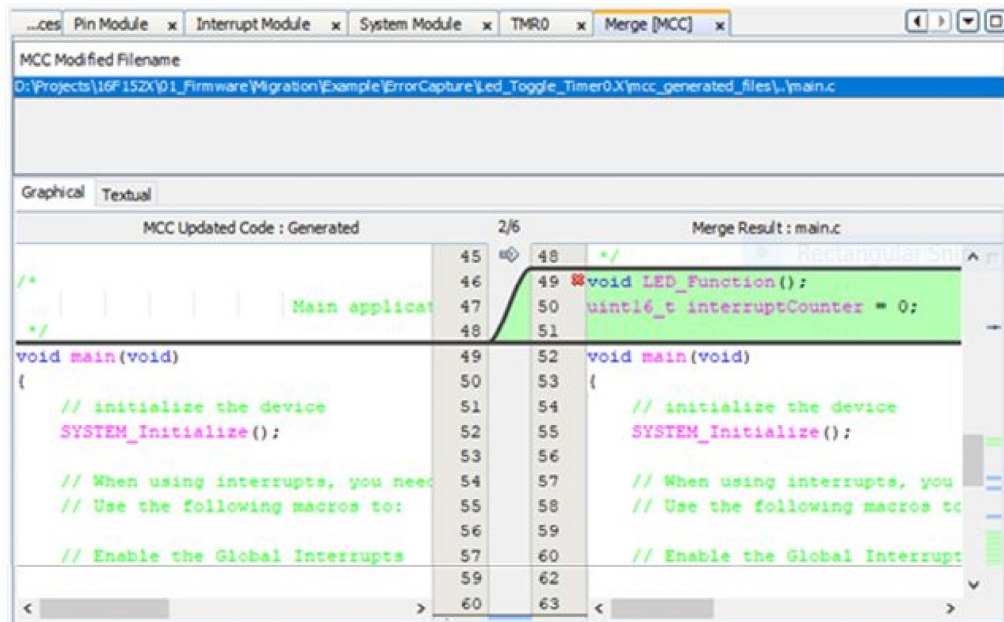 ...ces Pin Module x Interrupt Module x System Module x TMR0 x Merge [MCC] x
MCC Modified Filename
D:\Projects\16F152X\01_Firmware\Migration\Example\ErrorCapture\Led_Toggle_Timer0.X\mcc_generated_files\..\main.c
Graphical Textual
MCC Updated Code : Generated 2/6 Merge Result : main.c
45 48 */ Rectangular Snip
/* 46 49 void LED_Function();
Main applicat 47 50 uint16_t interruptCounter = 0;
*/ 48 51
void main(void) 49 52 void main(void)
{ 50 53 {
// initialize the device 51 54 // initialize the device
SYSTEM_Initialize(); 52 55 SYSTEM_Initialize();
53 56
// When using interrupts, you need 54 57 // When using interrupts, you
// Use the following macros to: 55 58 // Use the following macros to
56 59
// Enable the Global Interrupts 57 60 // Enable the Global Interrupt
59 62
60 63